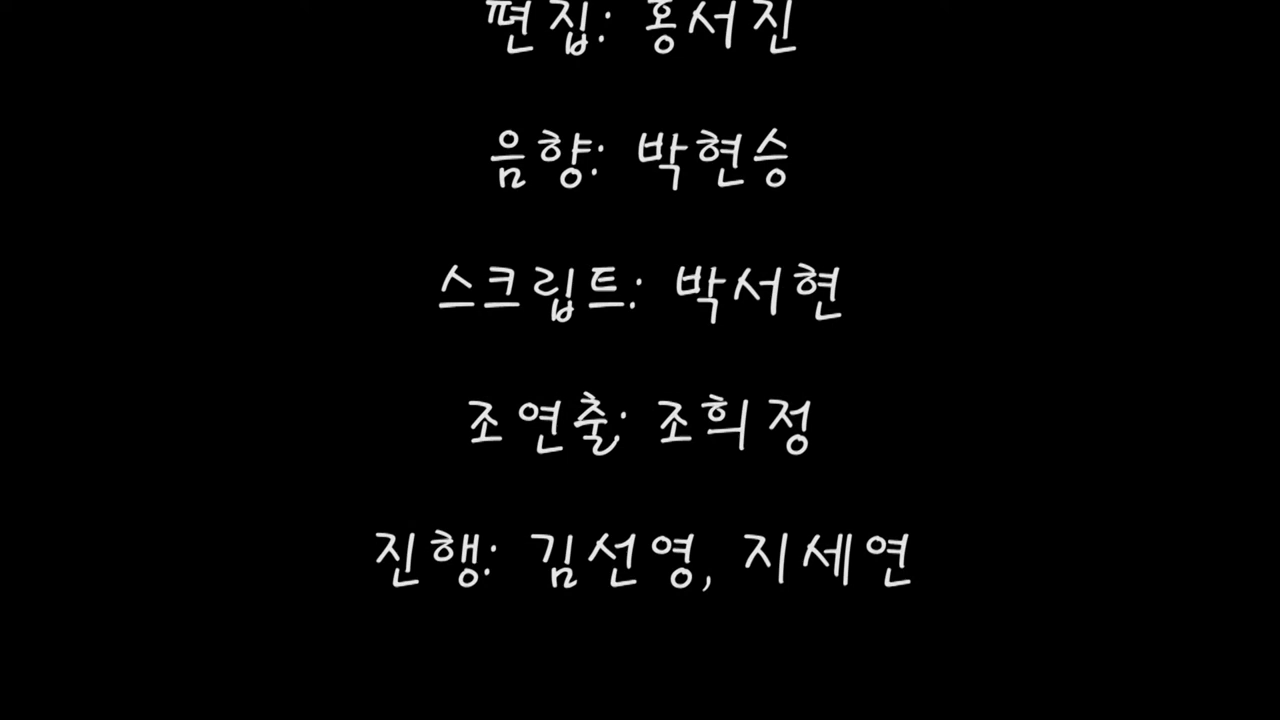 편집: 홍서진
음향: 박현승
스크립트: 박서현
조연출: 조희정
진행: 김선영, 지세연